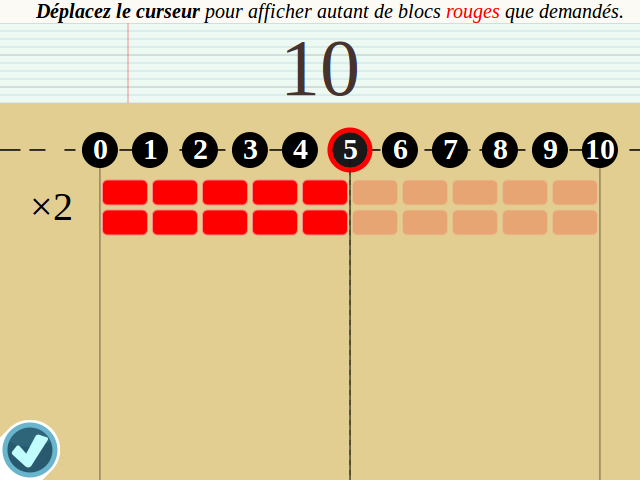 Déplacez le curseur pour afficher autant de blocs rouges que demandés.
10
0 1 2 3 4 5 6 7 8 9 10
×2